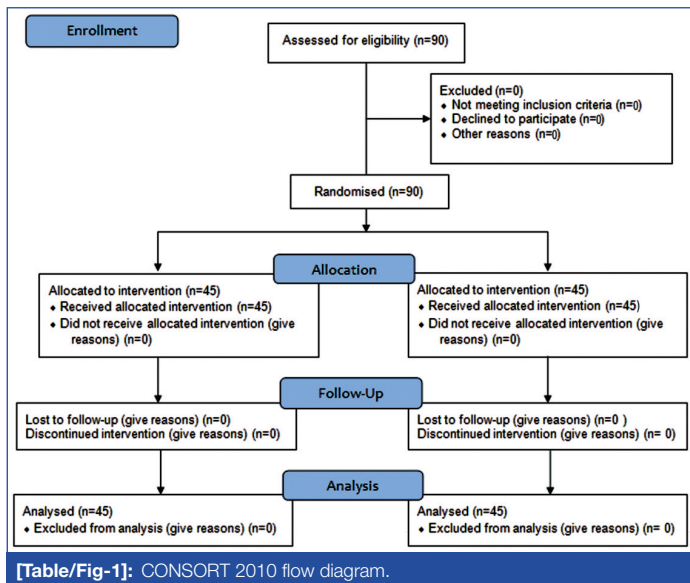 Enrollment
Assessed for eligibility (n=90)
Excluded (n=0)
⬥ Not meeting inclusion criteria (n=0)
⬥ Declined to participate (n=0)
⬥ Other reasons (n=0)
Randomised (n=90)
Allocation
Allocated to intervention (n=45)
⬥ Received allocated intervention (n=45)
⬥ Did not receive allocated intervention (give
reasons) (n=0)
Allocated to intervention (n=45)
⬥ Received allocated intervention (n=45)
⬥ Did not receive allocated intervention (give
reasons) (n=0)
Follow-Up
Lost to follow-up (give reasons) (n=0)
Discontinued intervention (give reasons) (n=0)
Lost to follow-up (give reasons) (n=0 )
Discontinued intervention (give reasons) (n= 0)
Analysis
Analysed (n=45)
⬥ Excluded from analysis (give reasons) (n=0)
Analysed (n=45)
⬥ Excluded from analysis (give reasons) (n= 0)
[Table/Fig-1]: CONSORT 2010 flow diagram.